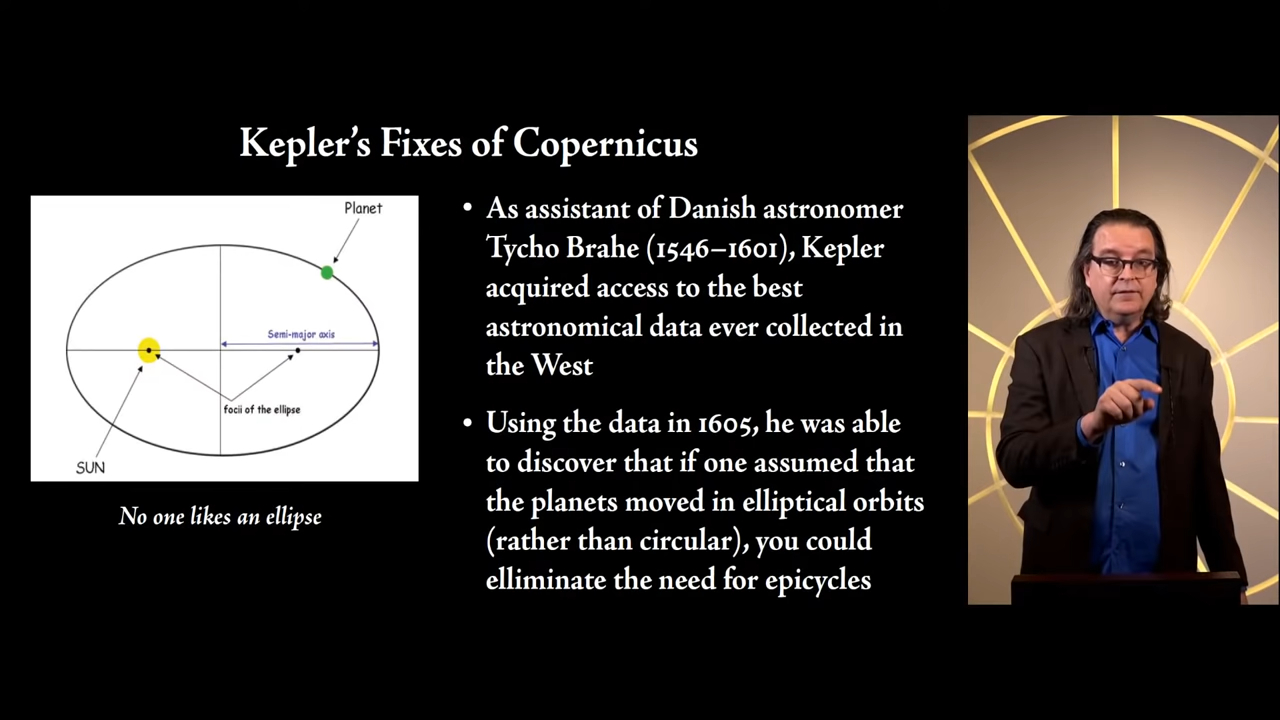 Kepler’s Fixes of Copernicus
Planet
Semi-major axis
focii of the ellipse
SUN
No one likes an ellipse
• As assistant of Danish astronomer
Tycho Brahe (1546–1601), Kepler
acquired access to the best
astronomical data ever collected in
the West
• Using the data in 1605, he was able
to discover that if one assumed that
the planets moved in elliptical orbits
(rather than circular), you could
elliminate the need for epicycles